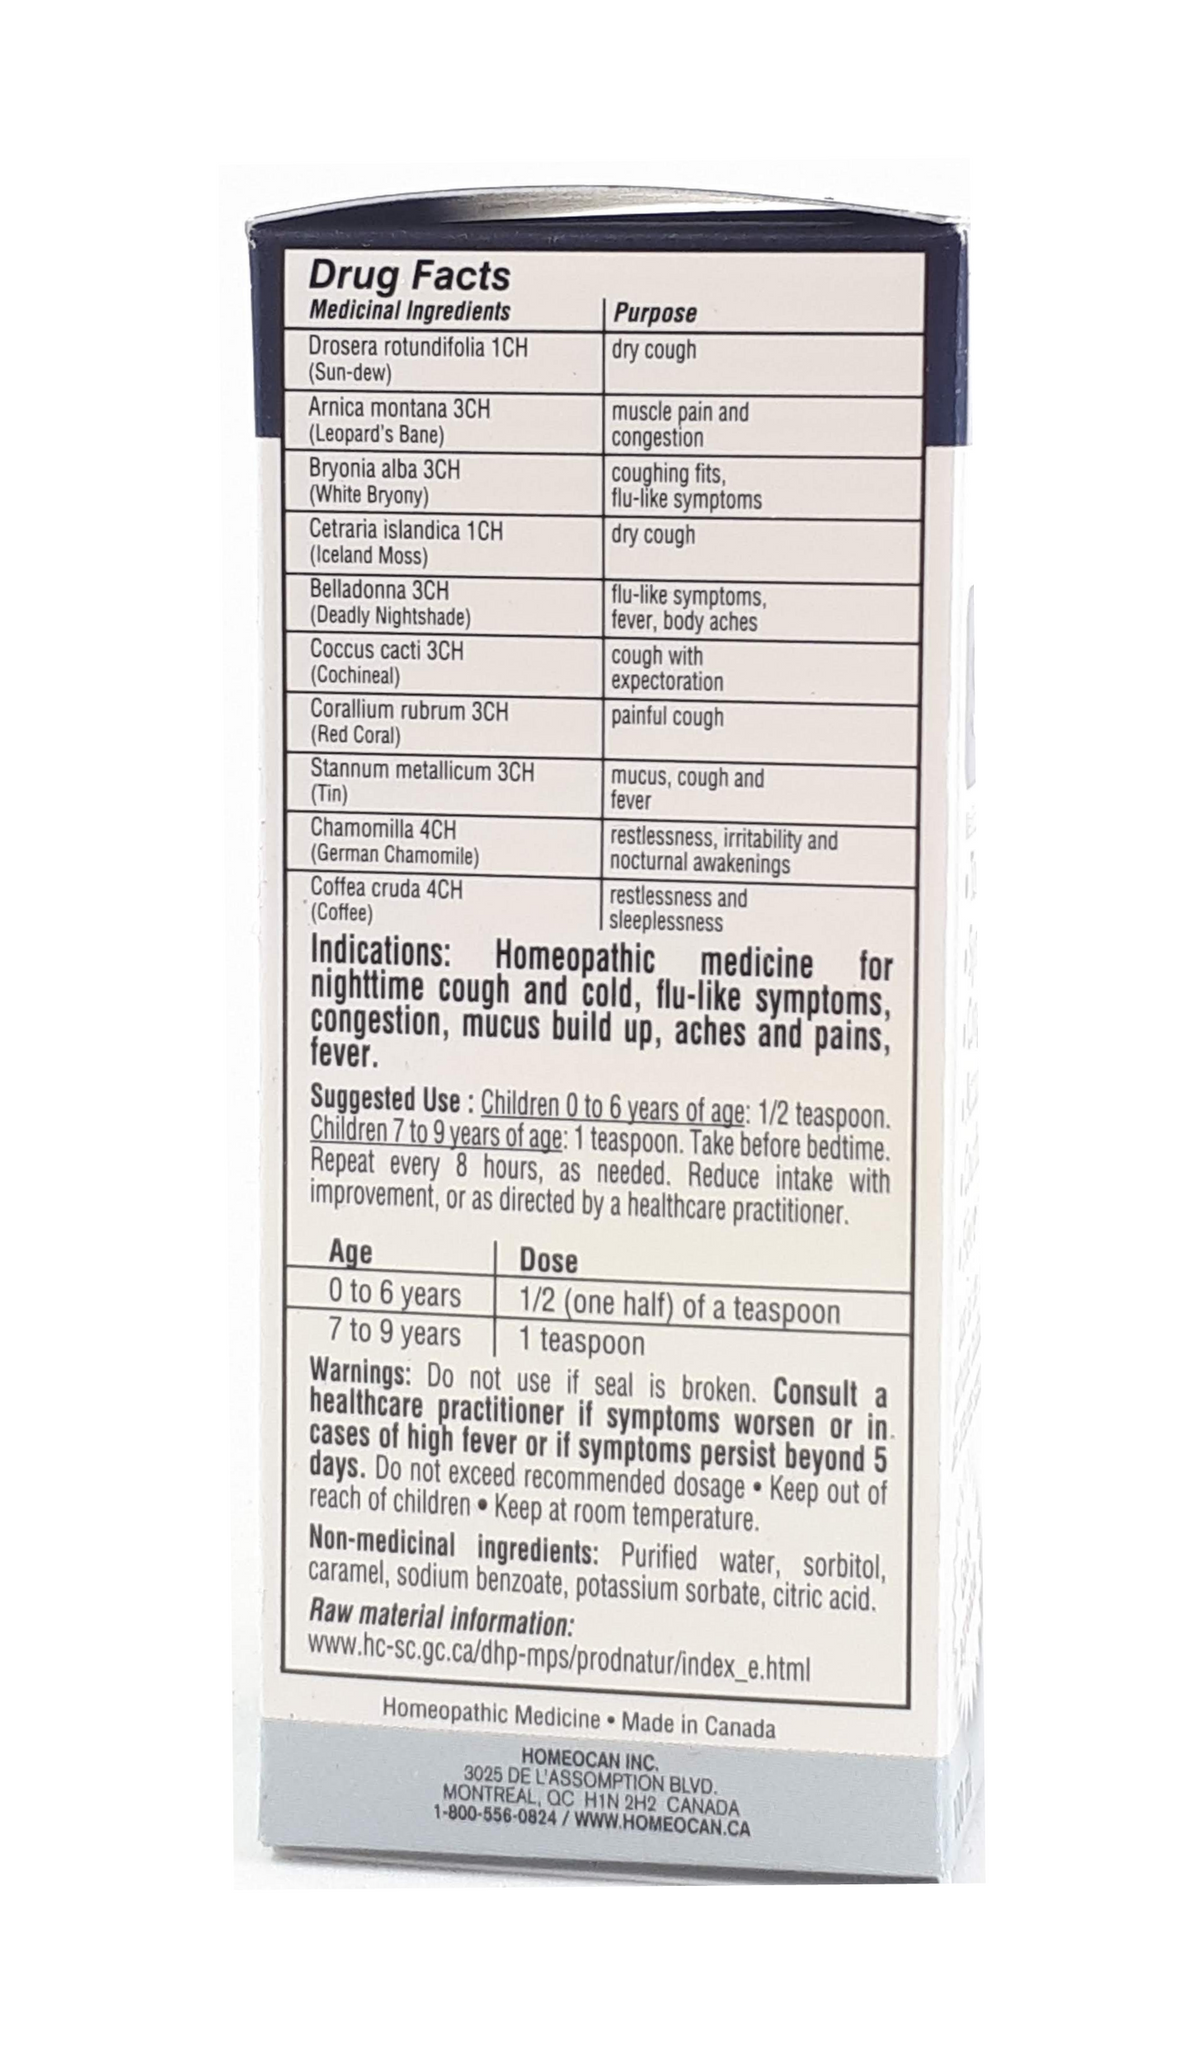 Drug Facts
Medicinal Ingredients Purpose
Drosera rotundifolia 1CH dry cough
(Sun-dew)
Arnica montana 3CH muscle pain and
(Leopard's Bane) congestion
Bryonia alba 3CH coughing fits,
(White Bryony) flu-like symptoms
Cetraria islandica 1CH dry cough
(Iceland Moss)
Belladonna 3CH flu-like symptoms,
(Deadly Nightshade) fever, body aches
Coccus cacti 3CH cough with
(Cochineal) expectoration
Corallium rubrum 3CH painful cough
(Red Coral)
Stannum metallicum 3CH mucus, cough and
(Tin) fever
Chamomilla 4CH restlessness, irritability and
(German Chamomile) nocturnal awakenings
Coffea cruda 4CH restlessness and
(Coffee) sleeplessness
Indications: Homeopathic medicine for
nighttime cough and cold, flu-like symptoms,
congestion, mucus build up, aches and pains,
fever.
Suggested Use : Children 0 to 6 years of age: 1/2 teaspoon.
Children 7 to 9 years of age: 1 teaspoon. Take before bedtime.
Repeat every 8 hours, as needed. Reduce intake with
improvement, or as directed by a healthcare practitioner.
Age Dose
0 to 6 years 1/2 (one half) of a teaspoon
7 to 9 years 1 teaspoon
Warnings: Do not use if seal is broken. Consult a
healthcare practitioner if symptoms worsen or in
cases of high fever or if symptoms persist beyond 5
days. Do not exceed recommended dosage • Keep out of
reach of children • Keep at room temperature.
Non-medicinal ingredients: Purified water, sorbitol,
caramel, sodium benzoate, potassium sorbate, citric acid.
Raw material information:
www.hc-sc.gc.ca/dhp-mps/prodnatur/index_e.html
Homeopathic Medicine • Made in Canada
HOMEOCAN INC.
3025 DE L'ASSOMPTION BLVD.
MONTREAL, QC H1N 2H2 CANADA
1-800-556-0824 / WWW.HOMEOCAN.CA